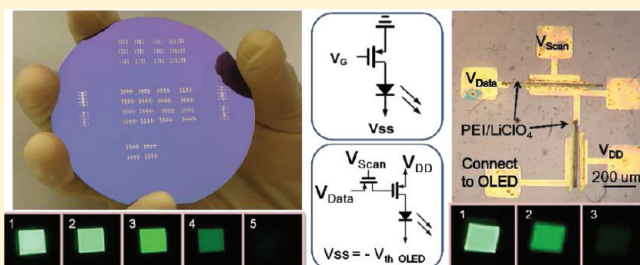 V_G
Vss
V_Scan
V_DD
V_Data
Vss = - V_th OLED
V_Scan
V_Data
PEI/LiClO₄
V_DD
Connect
to OLED
200 um
1
2
3
4
5
1
2
3